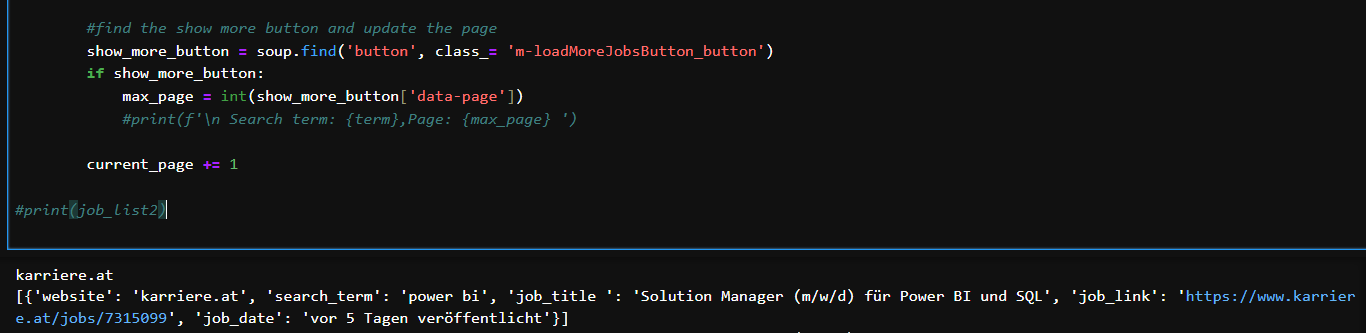 #find the show more button and update the page
show_more_button = soup.find('button', class_= 'm-loadMoreJobsButton_button')
if show_more_button:
max_page = int(show_more_button['data-page'])
#print(f'\n Search term: {term},Page: {max_page} ')
current_page += 1
#print(job_list2)
karriere.at
[{'website': 'karriere.at', 'search_term': 'power bi', 'job_title ': 'Solution Manager (m/w/d) für Power BI und SQL', 'job_link': 'https://www.karrier
e.at/jobs/7315099', 'job_date': 'vor 5 Tagen veröffentlicht'}]